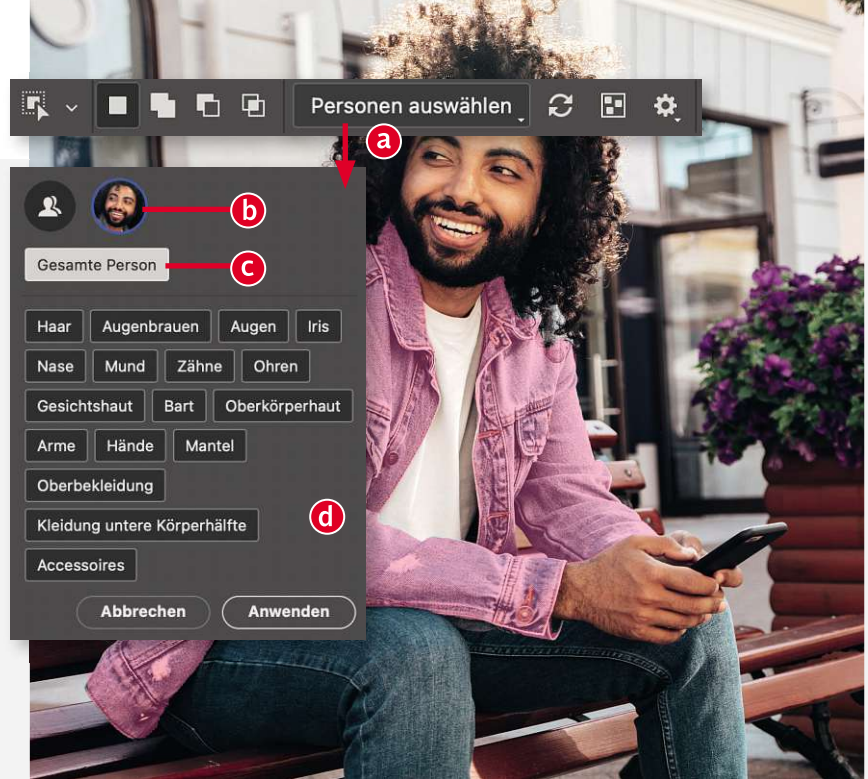 Personen auswählen
a
b
Gesamte Person c
Haar Augenbrauen Augen Iris
Nase Mund Zähne Ohren
Gesichtshaut Bart Oberkörperhaut
Arme Hände Mantel
Oberbekleidung
Kleidung untere Körperhälfte d
Accessoires
Abbrechen Anwenden